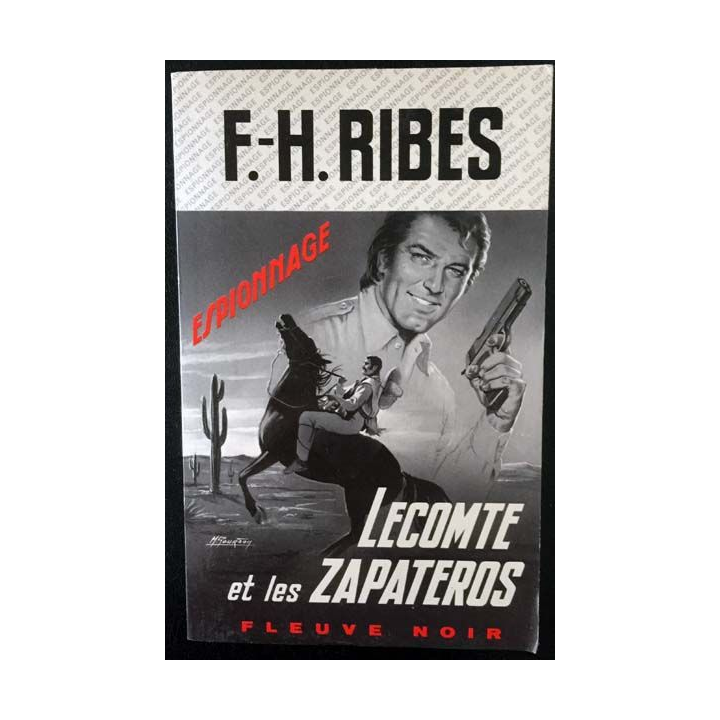 F.-H. RIBES
ESPIONNAGE
LECOMTE
et les ZAPATEROS
FLEUVE NOIR